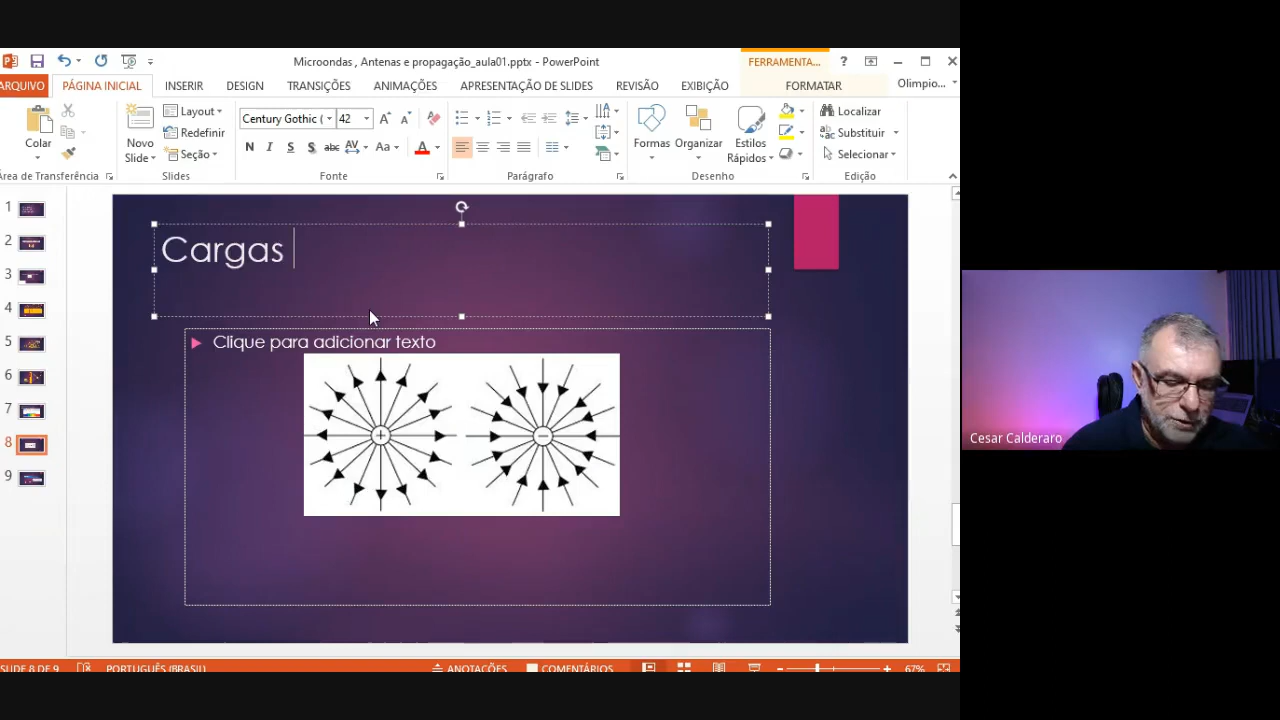 Microondas , Antenas e propagação_aula01.pptx - PowerPoint
FERRAMENTA...
?
ARQUIVO
PÁGINA INICIAL
INSERIR
DESIGN
TRANSIÇÕES
ANIMAÇÕES
APRESENTAÇÃO DE SLIDES
REVISÃO
EXIBIÇÃO
FORMATAR
Olimpio...
Colar
Novo
Slide
Layout
Redefinir
Seção
Century Gothic (
42
N I S S abc AV Aa A
Formas
Organizar
Estilos
Rápidos
Localizar
Substituir
Selecionar
Área de Transferência
Slides
Fonte
Parágrafo
Desenho
Edição
1
2
3
4
5
6
7
8
9
Cargas
Clique para adicionar texto
+
−
Cesar Calderaro
SLIDE 8 DE 9
PORTUGUÊS (BRASIL)
ANOTAÇÕES
COMENTÁRIOS
67%